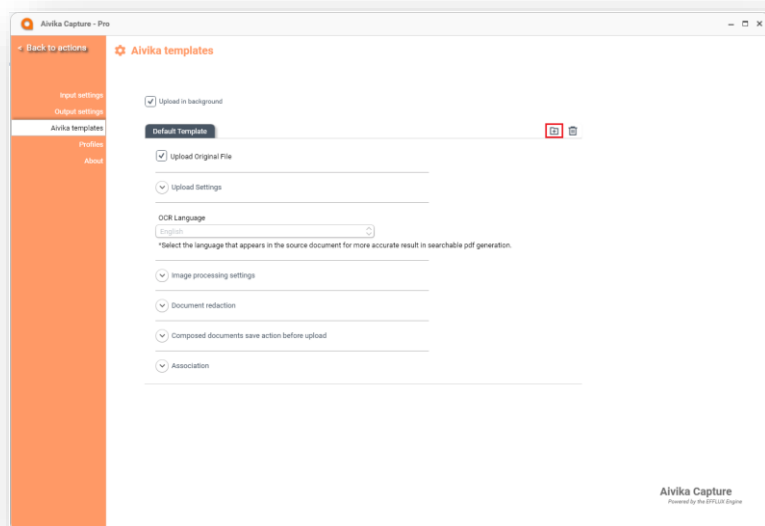 Aivika Capture - Pro
Back to actions
Aivika templates
Input settings
Output settings
Aivika templates
Profiles
About
Upload in background
Default Template
Upload Original File
Upload Settings
OCR Language
English
*Select the language that appears in the source document for more accurate result in searchable pdf generation.
Image processing settings
Document redaction
Composed documents save action before upload
Association
Aivika Capture
Powered by the EFFLUX Engine